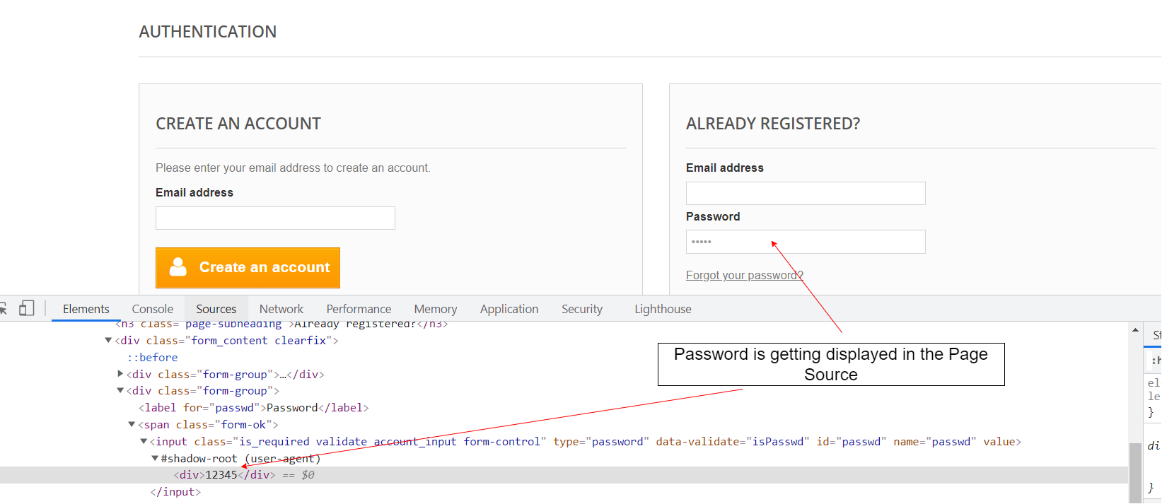 AUTHENTICATION
CREATE AN ACCOUNT
Please enter your email address to create an account.
Email address
Create an account
ALREADY REGISTERED?
Email address
Password
•••••
Forgot your password?
Elements Console Sources Network Performance Memory Application Security Lighthouse
<h3 class="page-subheading">Already registered?</h3>
<div class="form_content clearfix">
::before
<div class="form-group">…</div>
<div class="form-group">
<label for="passwd">Password</label>
<span class="form-ok">
<input class="is_required validate account_input form-control" type="password" data-validate="isPasswd" id="passwd" name="passwd" value>
#shadow-root (user-agent)
<div>12345</div> == $0
</input>
Password is getting displayed in the Page
Source
St
:h
el
le
}
di
}